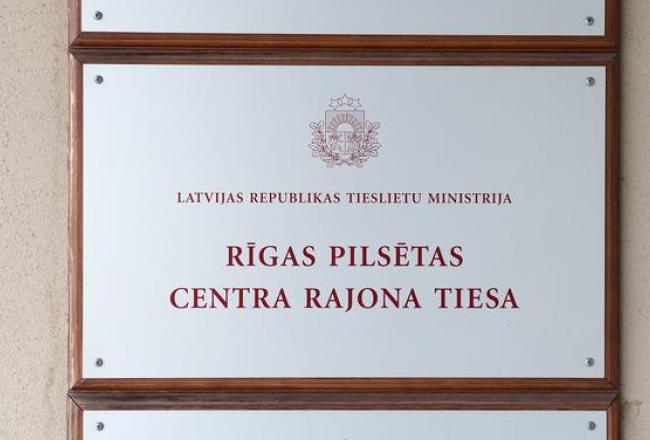 LATVIJAS REPUBLIKAS TIESLIETU MINISTRIJA
RĪGAS PILSĒTAS
CENTRA RAJONA TIESA